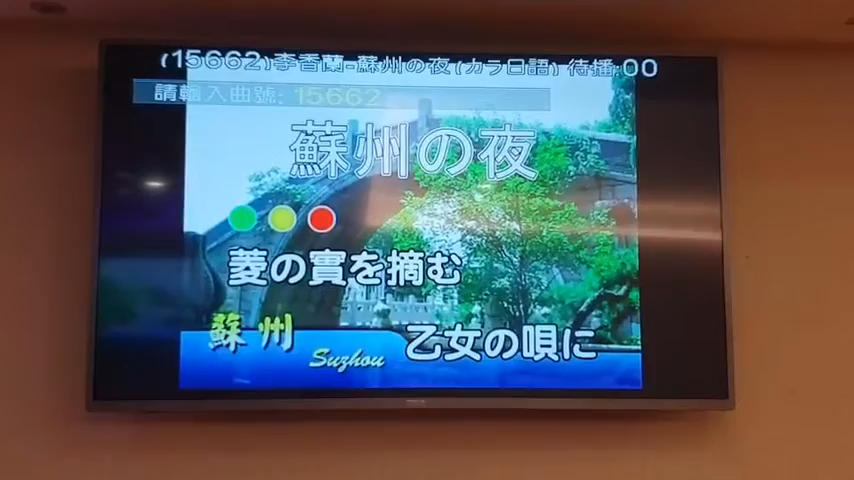 (15662)李香蘭-蘇州の夜(カラ日語) 待播:00
請輸入曲號: 15662
蘇州の夜
菱の實を摘む
乙女の唄に
蘇州
Suzhou